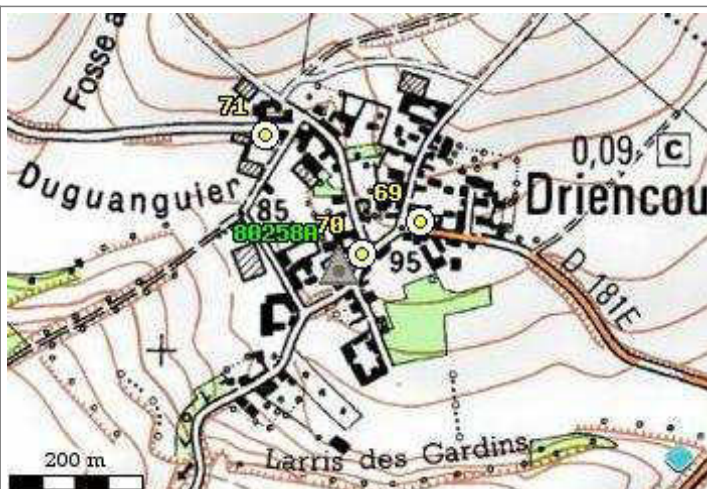 Fosse a
71
0,09 C
Duguanguier
69
Driencou
85
80258A
70
95
D 181E
Larris des Gardins
200 m